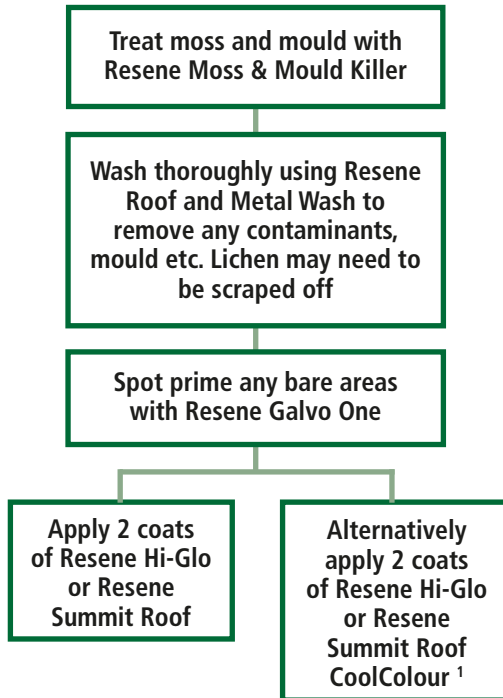 Treat moss and mould with
Resene Moss & Mould Killer
Wash thoroughly using Resene
Roof and Metal Wash to
remove any contaminants,
mould etc. Lichen may need to
be scraped off
Spot prime any bare areas
with Resene Galvo One
Apply 2 coats
of Resene Hi-Glo
or Resene
Summit Roof
Alternatively
apply 2 coats
of Resene Hi-Glo
or Resene
Summit Roof
CoolColour ¹